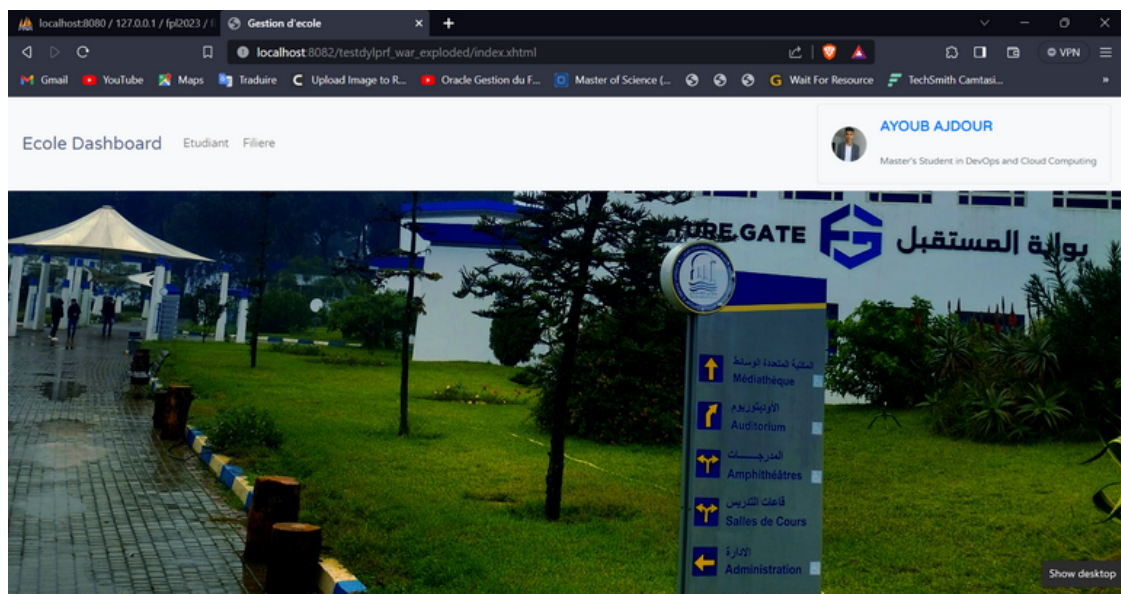 localhost:8080 / 127.0.0.1 / fpl2023 / f
Gestion d'ecole
localhost:8082/testdylprf_war_exploded/index.xhtml
VPN
Gmail
YouTube
Maps
Traduire
Upload Image to R...
Oracle Gestion du F...
Master of Science (...
Wait For Resource
TechSmith Camtasi...
Ecole Dashboard
Etudiant
Filiere
AYOUB AJDOUR
Master's Student in DevOps and Cloud Computing
TURE GATE
بوابة المستقبل
المكتبة المتعددة الوسائط
Médiathèque
الأوديتوريوم
Auditorium
المدرجـــــات
Amphithéâtres
قاعات التدريس
Salles de Cours
الادارة
Administration
Show desktop